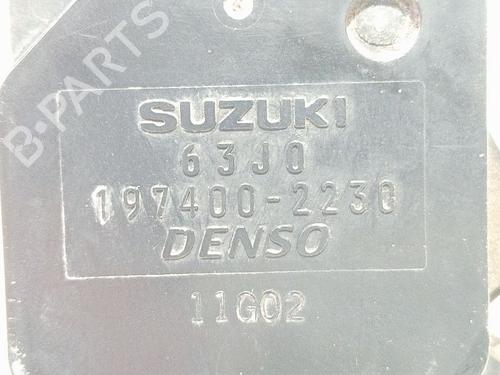 B-PARTS
SUZUKI
63J0
197400-2230
DENSO
11G02